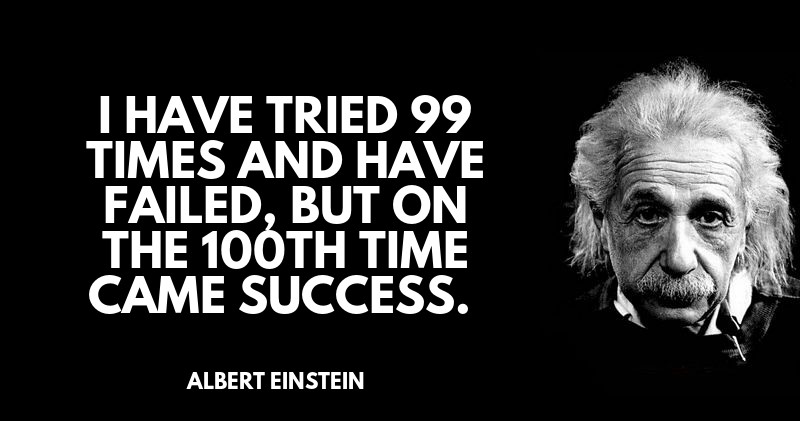 I HAVE TRIED 99
TIMES AND HAVE
FAILED, BUT ON
THE 100TH TIME
CAME SUCCESS.
ALBERT EINSTEIN